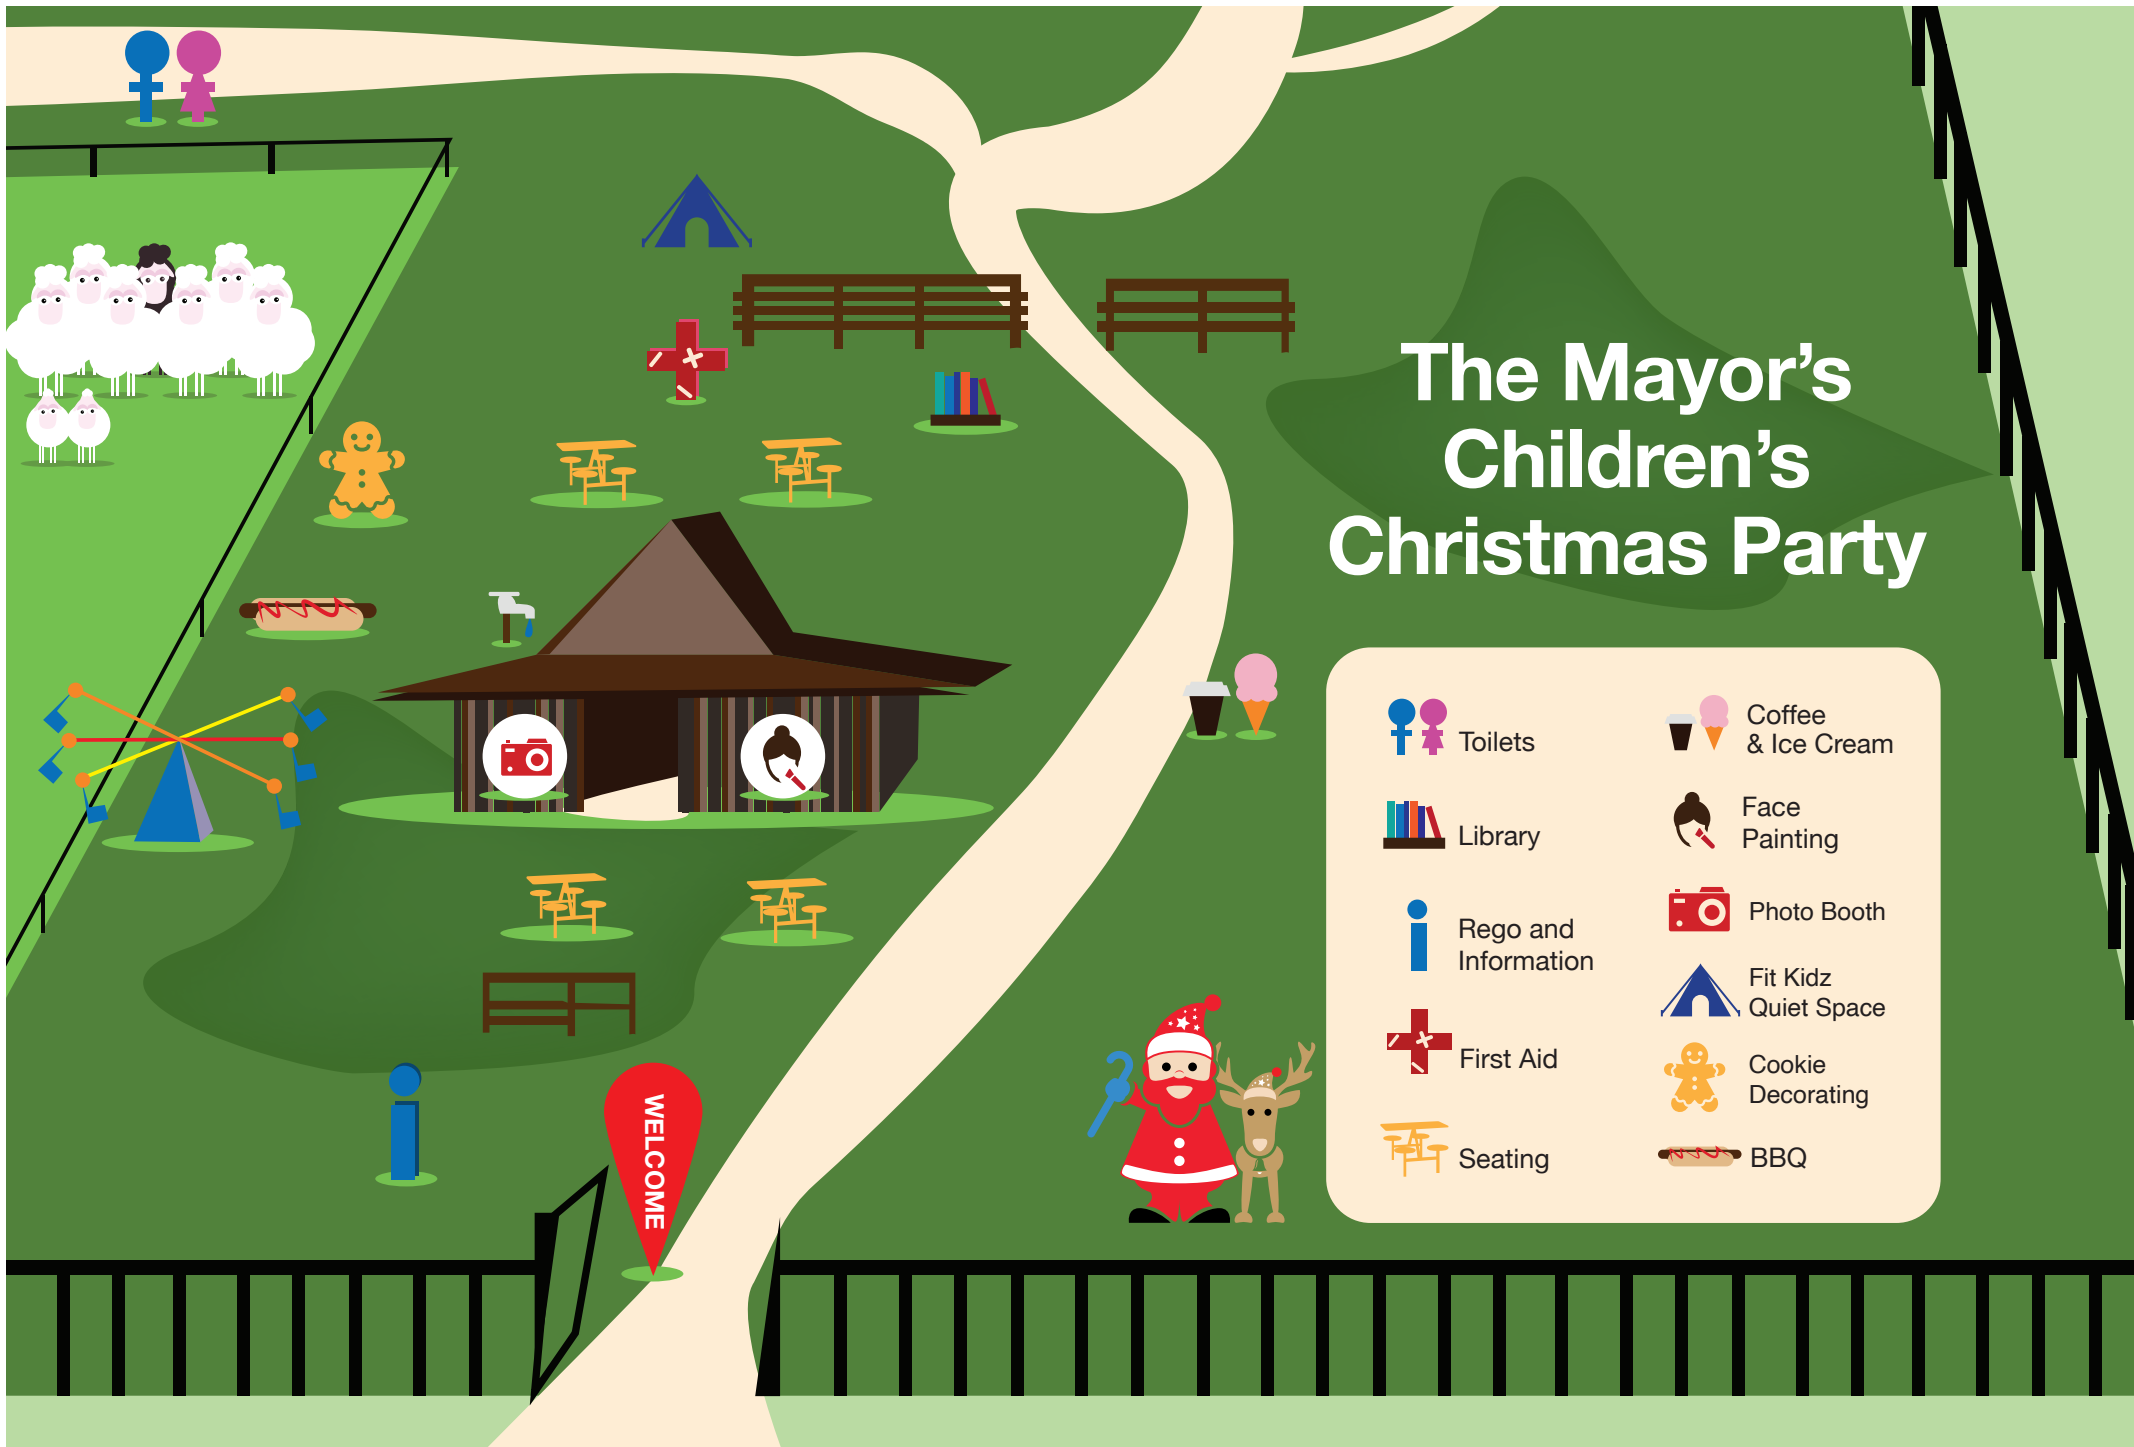 The Mayor’s
Children’s
Christmas Party
Toilets
Library
Rego and
Information
First Aid
Seating
Coffee
& Ice Cream
Face
Painting
Photo Booth
Fit Kidz
Quiet Space
Cookie
Decorating
BBQ
WELCOME